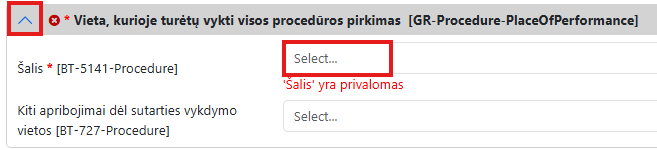 * Vieta, kurioje turėtų vykti visos procedūros pirkimas [GR-Procedure-PlaceOfPerformance]
Šalis * [BT-5141-Procedure]
Select...
'Šalis' yra privalomas
Kiti apribojimai dėl sutarties vykdymo
vietos [BT-727-Procedure]
Select...